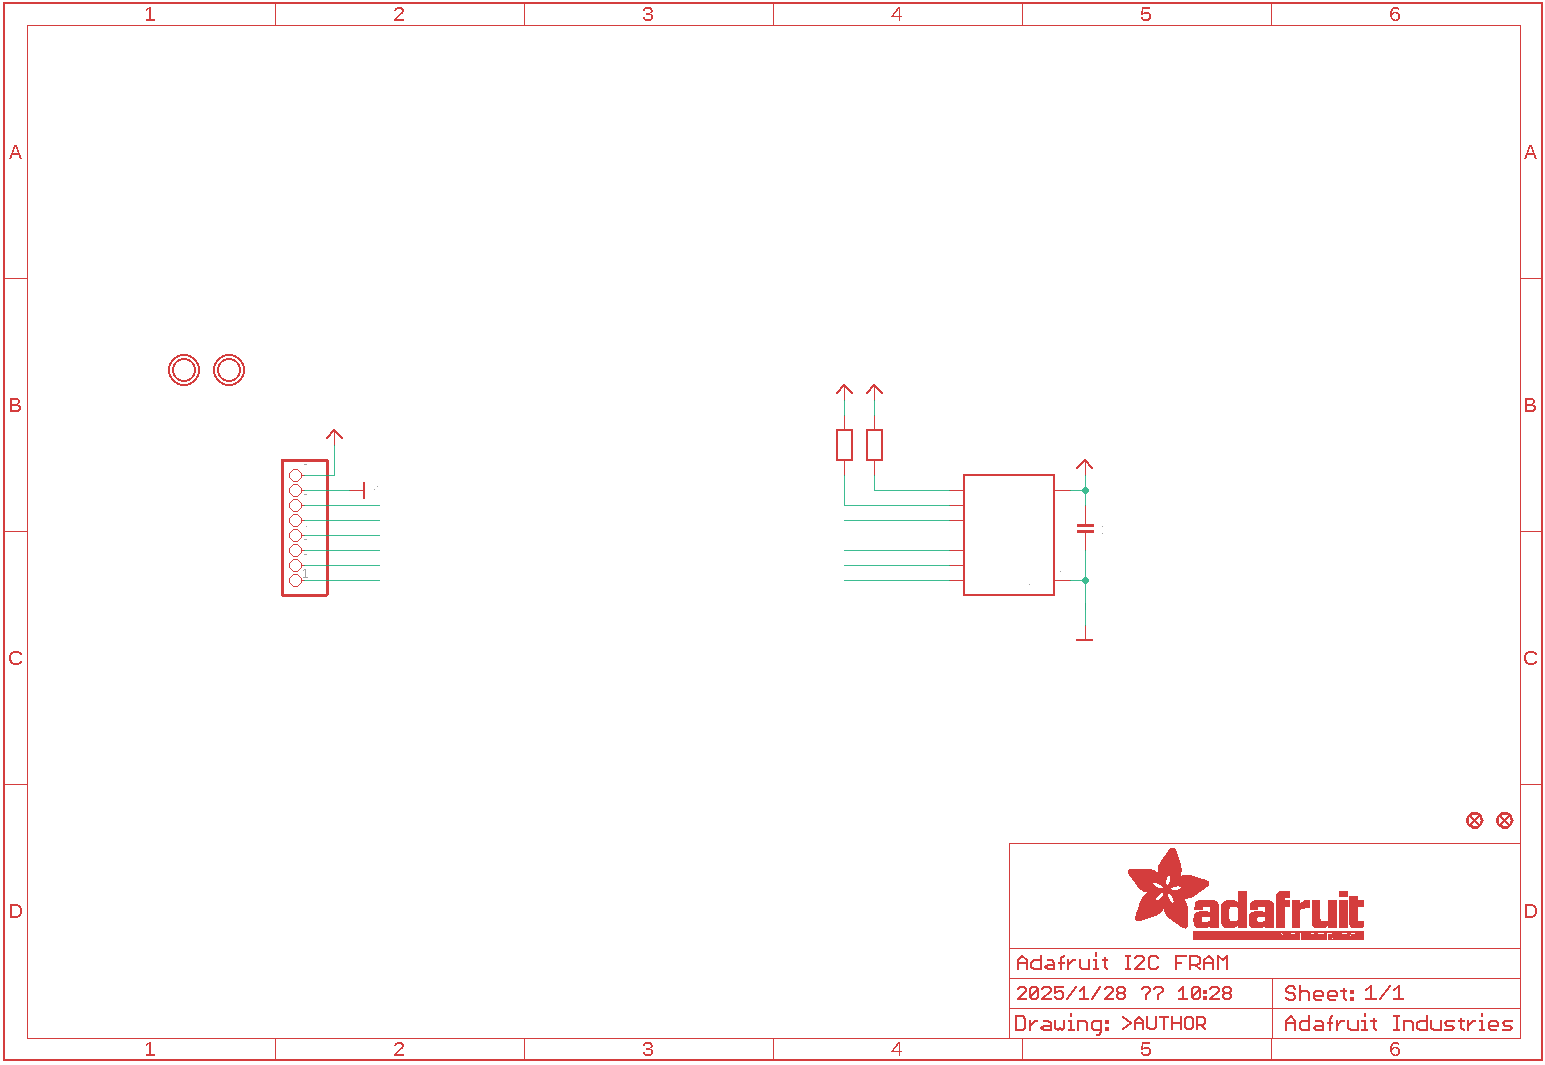 1 2 3 4 5 6
A A
B B
1
C C
D D
adafruit
Adafruit I2C FRAM
2025/1/28 ?? 10:28 Sheet: 1/1
Drawing: >AUTHOR Adafruit Industries
1 2 3 4 5 6